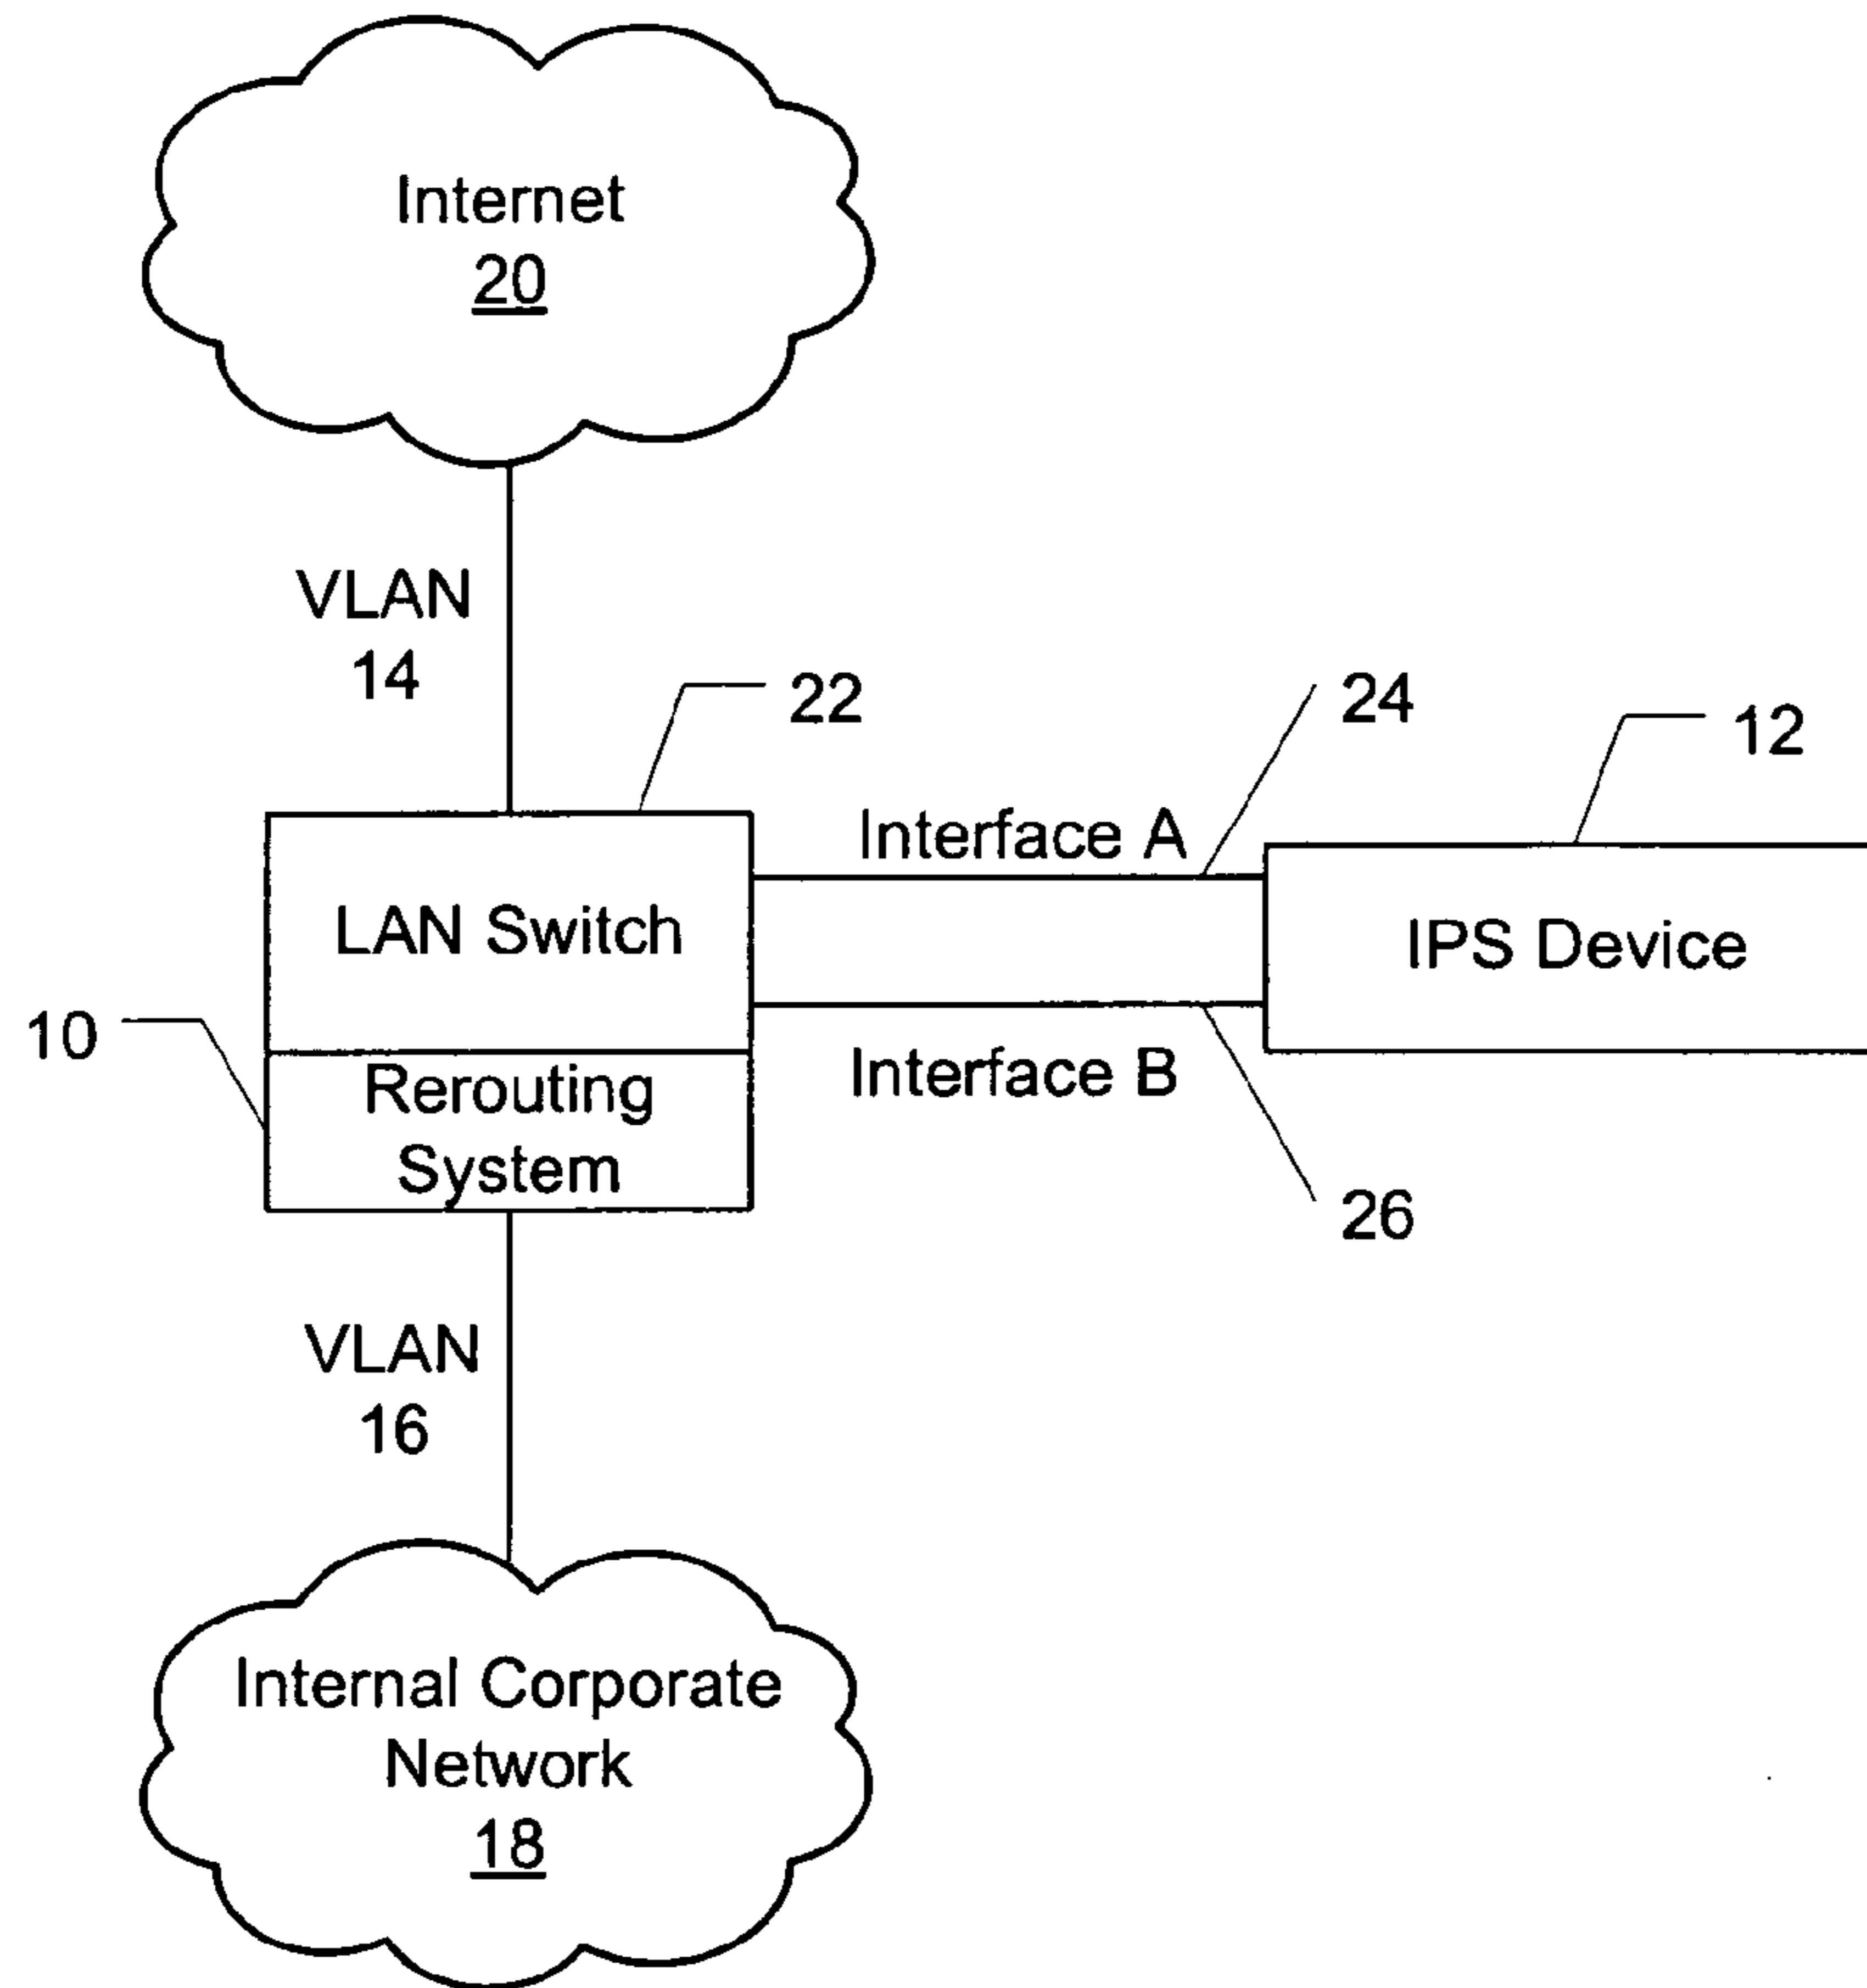 Internet
20
VLAN
14
22
24
12
Interface A
LAN Switch
IPS Device
10
Interface B
Rerouting
System
26
VLAN
16
Internal Corporate
Network
18